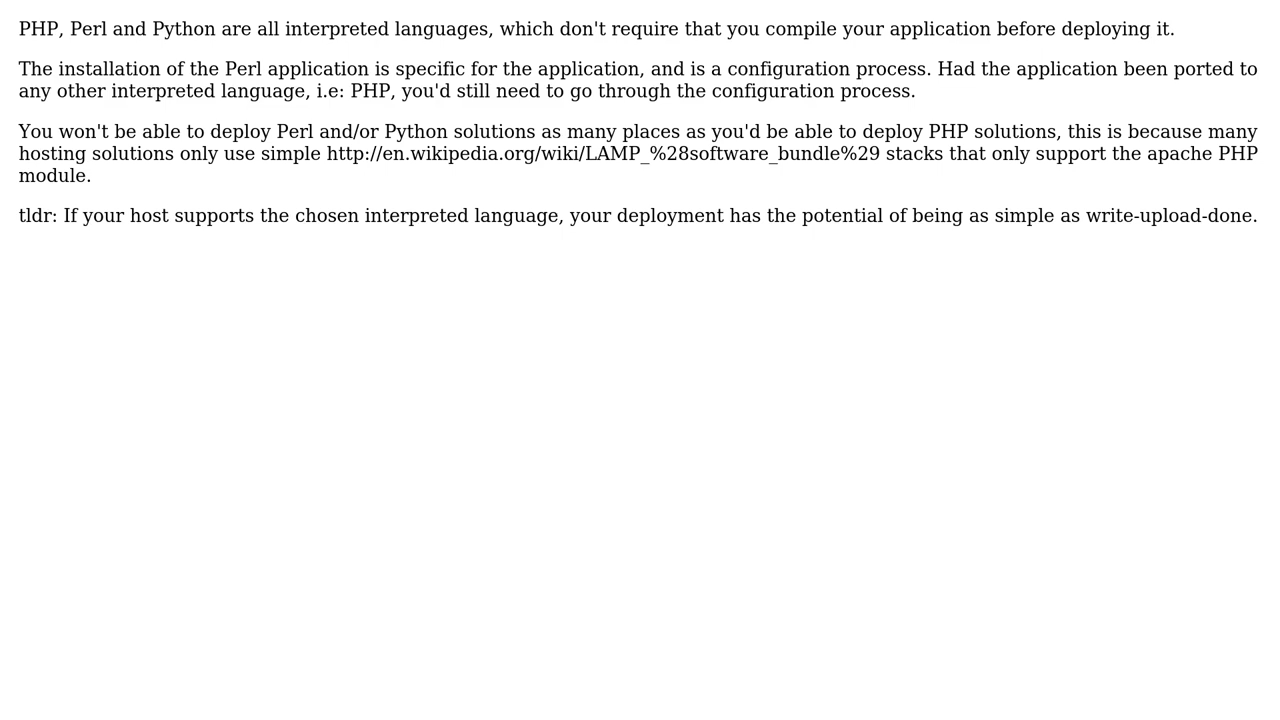 PHP, Perl and Python are all interpreted languages, which don't require that you compile your application before deploying it.
The installation of the Perl application is specific for the application, and is a configuration process. Had the application been ported to
any other interpreted language, i.e: PHP, you'd still need to go through the configuration process.
You won't be able to deploy Perl and/or Python solutions as many places as you'd be able to deploy PHP solutions, this is because many
hosting solutions only use simple http://en.wikipedia.org/wiki/LAMP_%28software_bundle%29 stacks that only support the apache PHP
module.
tldr: If your host supports the chosen interpreted language, your deployment has the potential of being as simple as write-upload-done.